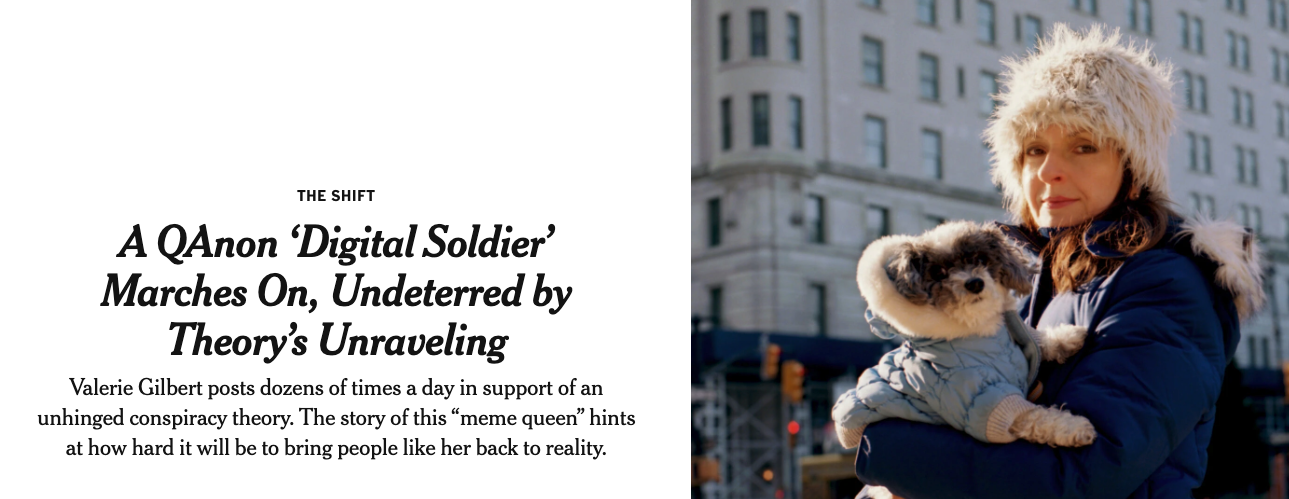 THE SHIFT
A QAnon ‘Digital Soldier’
Marches On, Undeterred by
Theory’s Unraveling
Valerie Gilbert posts dozens of times a day in support of an
unhinged conspiracy theory. The story of this “meme queen” hints
at how hard it will be to bring people like her back to reality.